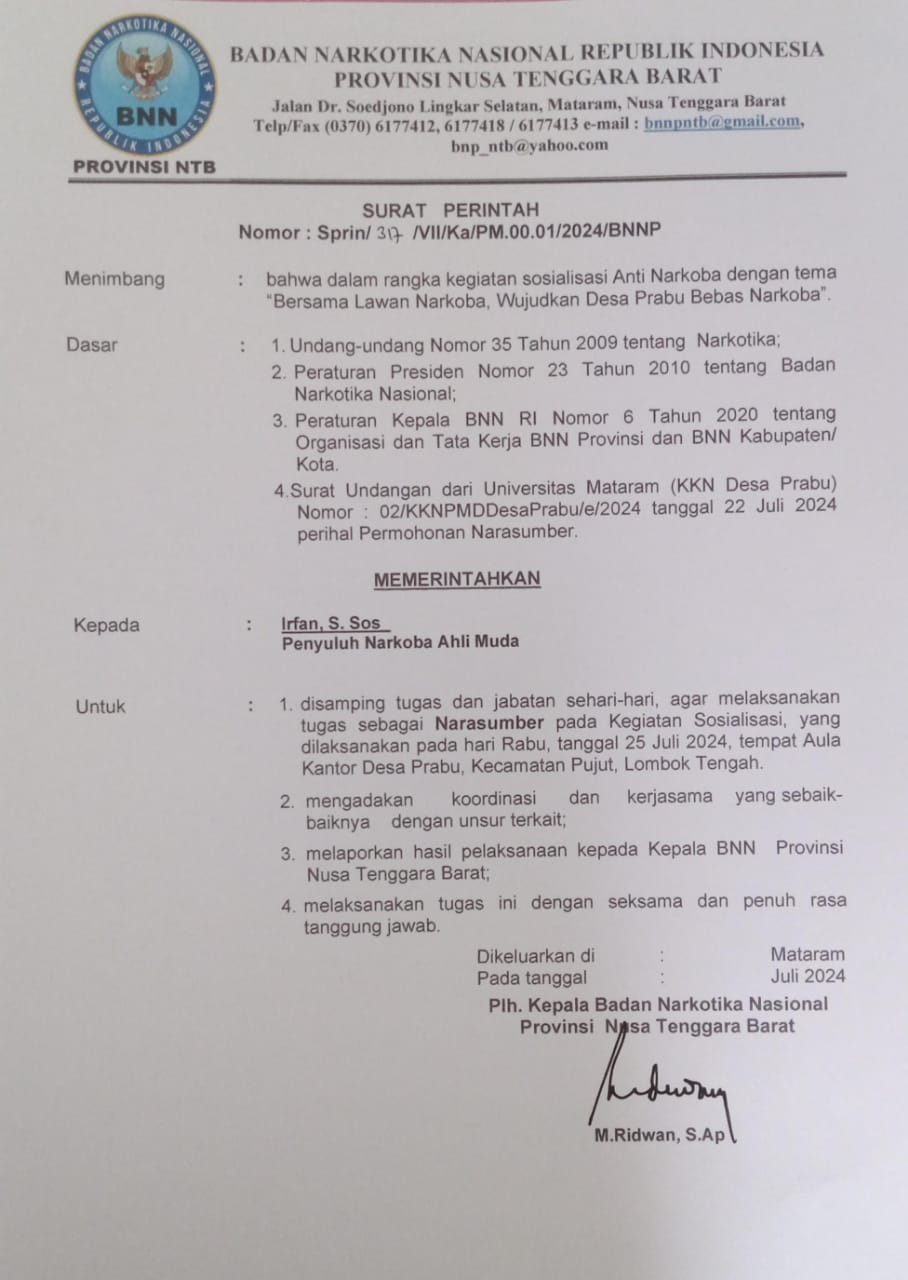 BADAN NARKOTIKA NASIONAL
REPUBLIK INDONESIA
BNN
PROVINSI NTB
BADAN NARKOTIKA NASIONAL REPUBLIK INDONESIA
PROVINSI NUSA TENGGARA BARAT
Jalan Dr. Soedjono Lingkar Selatan, Mataram, Nusa Tenggara Barat
Telp/Fax (0370) 6177412, 6177418 / 6177413 e-mail : bnnpntb@gmail.com,
bnp_ntb@yahoo.com
SURAT PERINTAH
Nomor : Sprin/ 317 /VII/Ka/PM.00.01/2024/BNNP
Menimbang : bahwa dalam rangka kegiatan sosialisasi Anti Narkoba dengan tema
“Bersama Lawan Narkoba, Wujudkan Desa Prabu Bebas Narkoba”.
Dasar : 1. Undang-undang Nomor 35 Tahun 2009 tentang Narkotika;
2. Peraturan Presiden Nomor 23 Tahun 2010 tentang Badan
Narkotika Nasional;
3. Peraturan Kepala BNN RI Nomor 6 Tahun 2020 tentang
Organisasi dan Tata Kerja BNN Provinsi dan BNN Kabupaten/
Kota.
4.Surat Undangan dari Universitas Mataram (KKN Desa Prabu)
Nomor : 02/KKNPMDDesaPrabu/e/2024 tanggal 22 Juli 2024
perihal Permohonan Narasumber.
MEMERINTAHKAN
Kepada : Irfan, S. Sos
Penyuluh Narkoba Ahli Muda
Untuk : 1. disamping tugas dan jabatan sehari-hari, agar melaksanakan
tugas sebagai Narasumber pada Kegiatan Sosialisasi, yang
dilaksanakan pada hari Rabu, tanggal 25 Juli 2024, tempat Aula
Kantor Desa Prabu, Kecamatan Pujut, Lombok Tengah.
2. mengadakan koordinasi dan kerjasama yang sebaik-
baiknya dengan unsur terkait;
3. melaporkan hasil pelaksanaan kepada Kepala BNN Provinsi
Nusa Tenggara Barat;
4. melaksanakan tugas ini dengan seksama dan penuh rasa
tanggung jawab.
Dikeluarkan di : Mataram
Pada tanggal : Juli 2024
Plh. Kepala Badan Narkotika Nasional
Provinsi Nusa Tenggara Barat
M.Ridwan, S.Ap